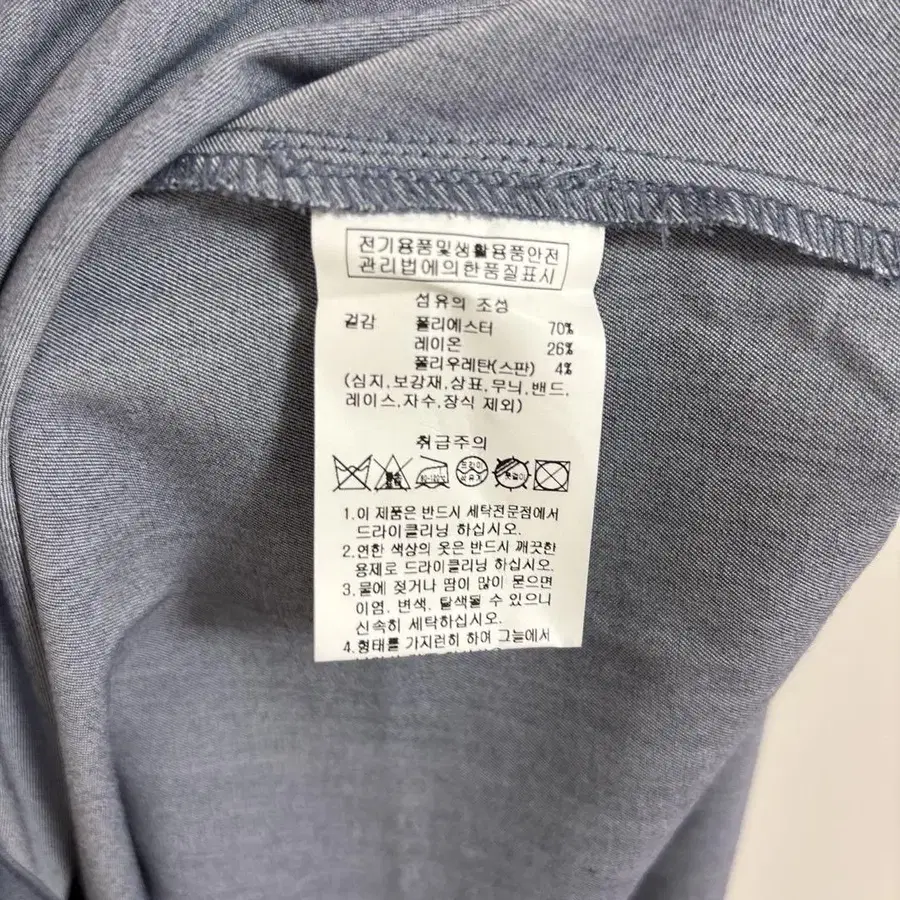 전기용품및생활용품안전
관리법에의한품질표시
섬유의 조성
겉감 폴리에스터 70%
레이온 26%
폴리우레탄(스판) 4%
(심지,보강재,상표,무늬,밴드,
레이스,자수,장식 제외)
취급주의
드라이
1.이 제품은 반드시 세탁전문점에서
드라이클리닝 하십시오.
2.연한 색상의 옷은 반드시 깨끗한
용제로 드라이클리닝 하십시오.
3.물에 젖거나 땀이 많이 묻으면
이염, 변색, 탈색될 수 있으니
신속히 세탁하십시오.
4.형태를 가지런히 하여 그늘에서